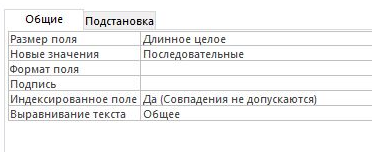 Общие Подстановка
Размер поля Длинное целое
Новые значения Последовательные
Формат поля
Подпись
Индексированное поле Да (Совпадения не допускаются)
Выравнивание текста Общее